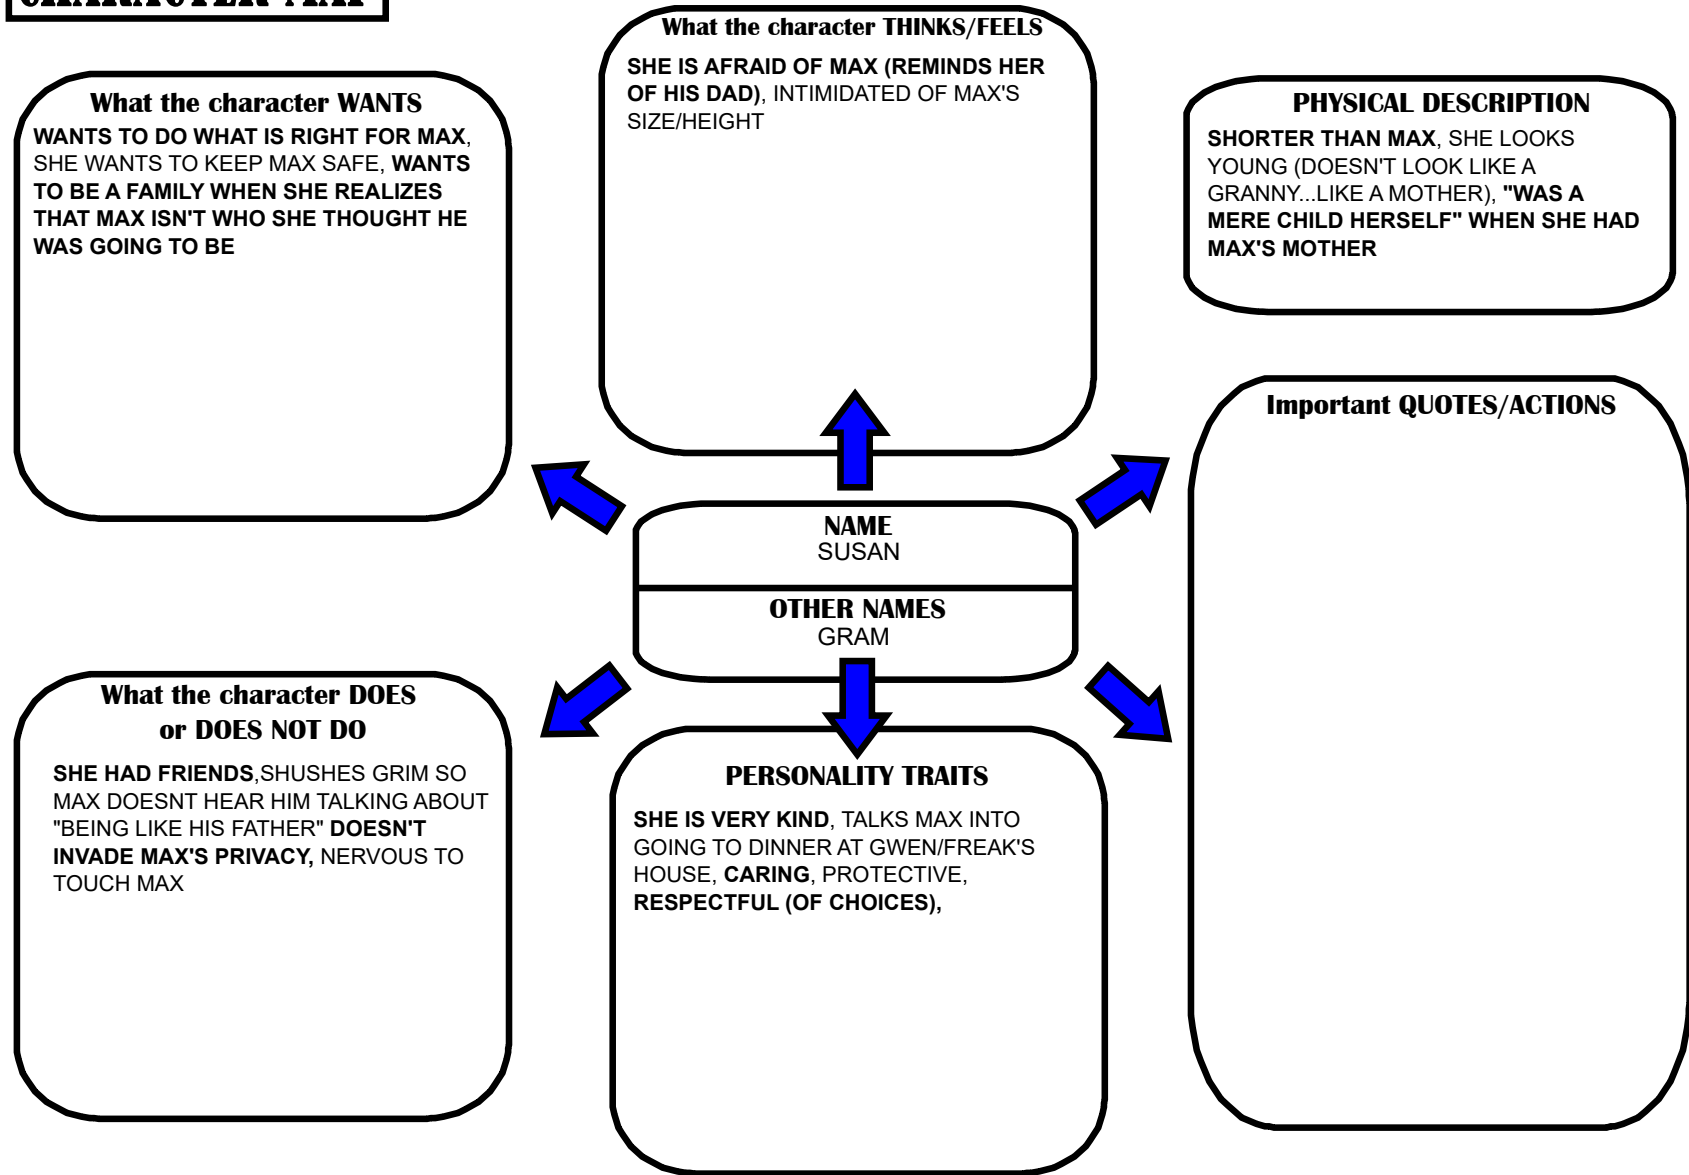 CHARACTER MAP
What the character THINKS/FEELS
SHE IS AFRAID OF MAX (REMINDS HER
OF HIS DAD), INTIMIDATED OF MAX'S
SIZE/HEIGHT
What the character WANTS
WANTS TO DO WHAT IS RIGHT FOR MAX,
SHE WANTS TO KEEP MAX SAFE, WANTS
TO BE A FAMILY WHEN SHE REALIZES
THAT MAX ISN'T WHO SHE THOUGHT HE
WAS GOING TO BE
PHYSICAL DESCRIPTION
SHORTER THAN MAX, SHE LOOKS
YOUNG (DOESN'T LOOK LIKE A
GRANNY...LIKE A MOTHER), "WAS A
MERE CHILD HERSELF" WHEN SHE HAD
MAX'S MOTHER
Important QUOTES/ACTIONS
NAME
SUSAN
OTHER NAMES
GRAM
What the character DOES
or DOES NOT DO
SHE HAD FRIENDS,SHUSHES GRIM SO
MAX DOESNT HEAR HIM TALKING ABOUT
"BEING LIKE HIS FATHER" DOESN'T
INVADE MAX'S PRIVACY, NERVOUS TO
TOUCH MAX
PERSONALITY TRAITS
SHE IS VERY KIND, TALKS MAX INTO
GOING TO DINNER AT GWEN/FREAK'S
HOUSE, CARING, PROTECTIVE,
RESPECTFUL (OF CHOICES),